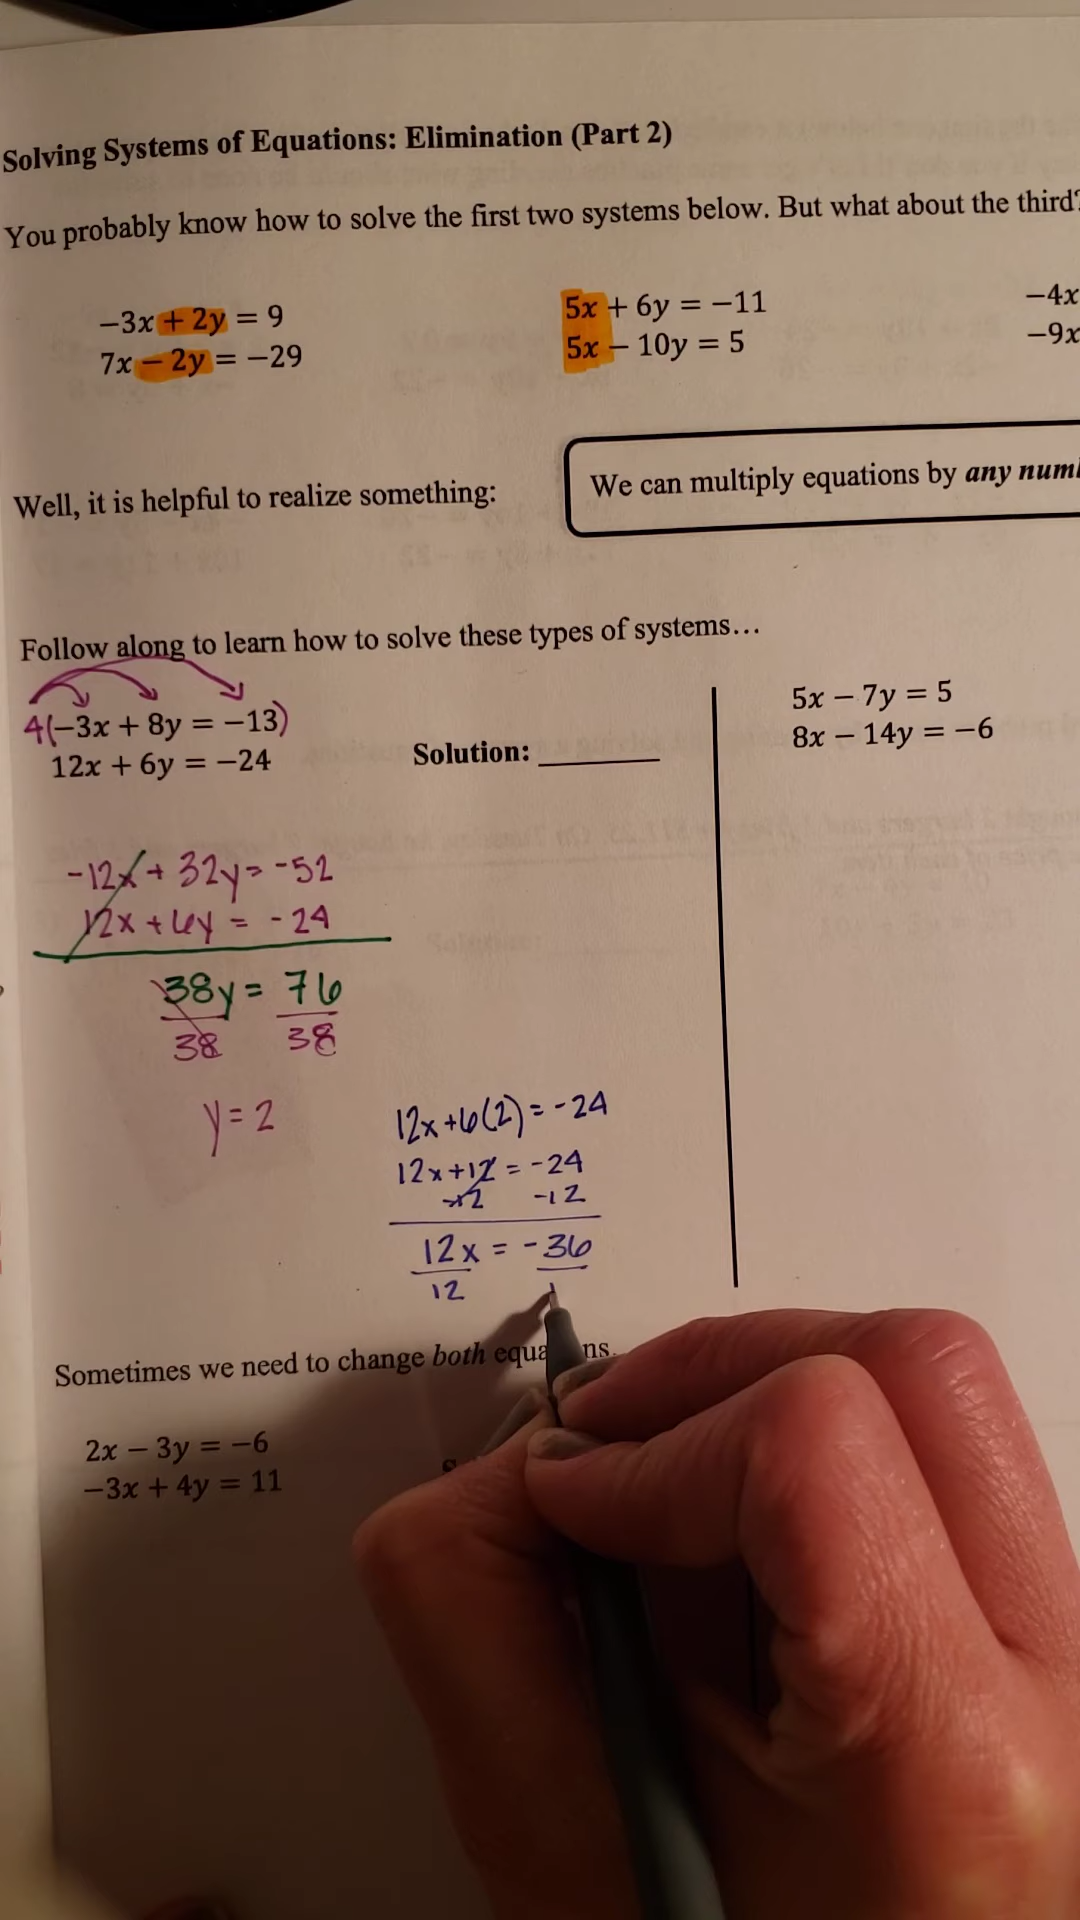 Solving Systems of Equations: Elimination (Part 2)
You probably know how to solve the first two systems below. But what about the third?
−3x + 2y = 9
7x − 2y = −29
5x + 6y = −11
5x − 10y = 5
−4x
−9x
Well, it is helpful to realize something:
We can multiply equations by any
Follow along to learn how to solve these types of systems…
4(−3x + 8y = −13)
12x + 6y = −24
Solution:
-12x + 32y = -52
12x + 6y = -24
38y = 76
38 38
y = 2
12x + 6(2) = -24
12x + 12 = -24
-12 -12
12x = -36
12
5x − 7y = 5
8x − 14y = −6
Sometimes we need to change both
2x − 3y = −6
−3x + 4y = 11